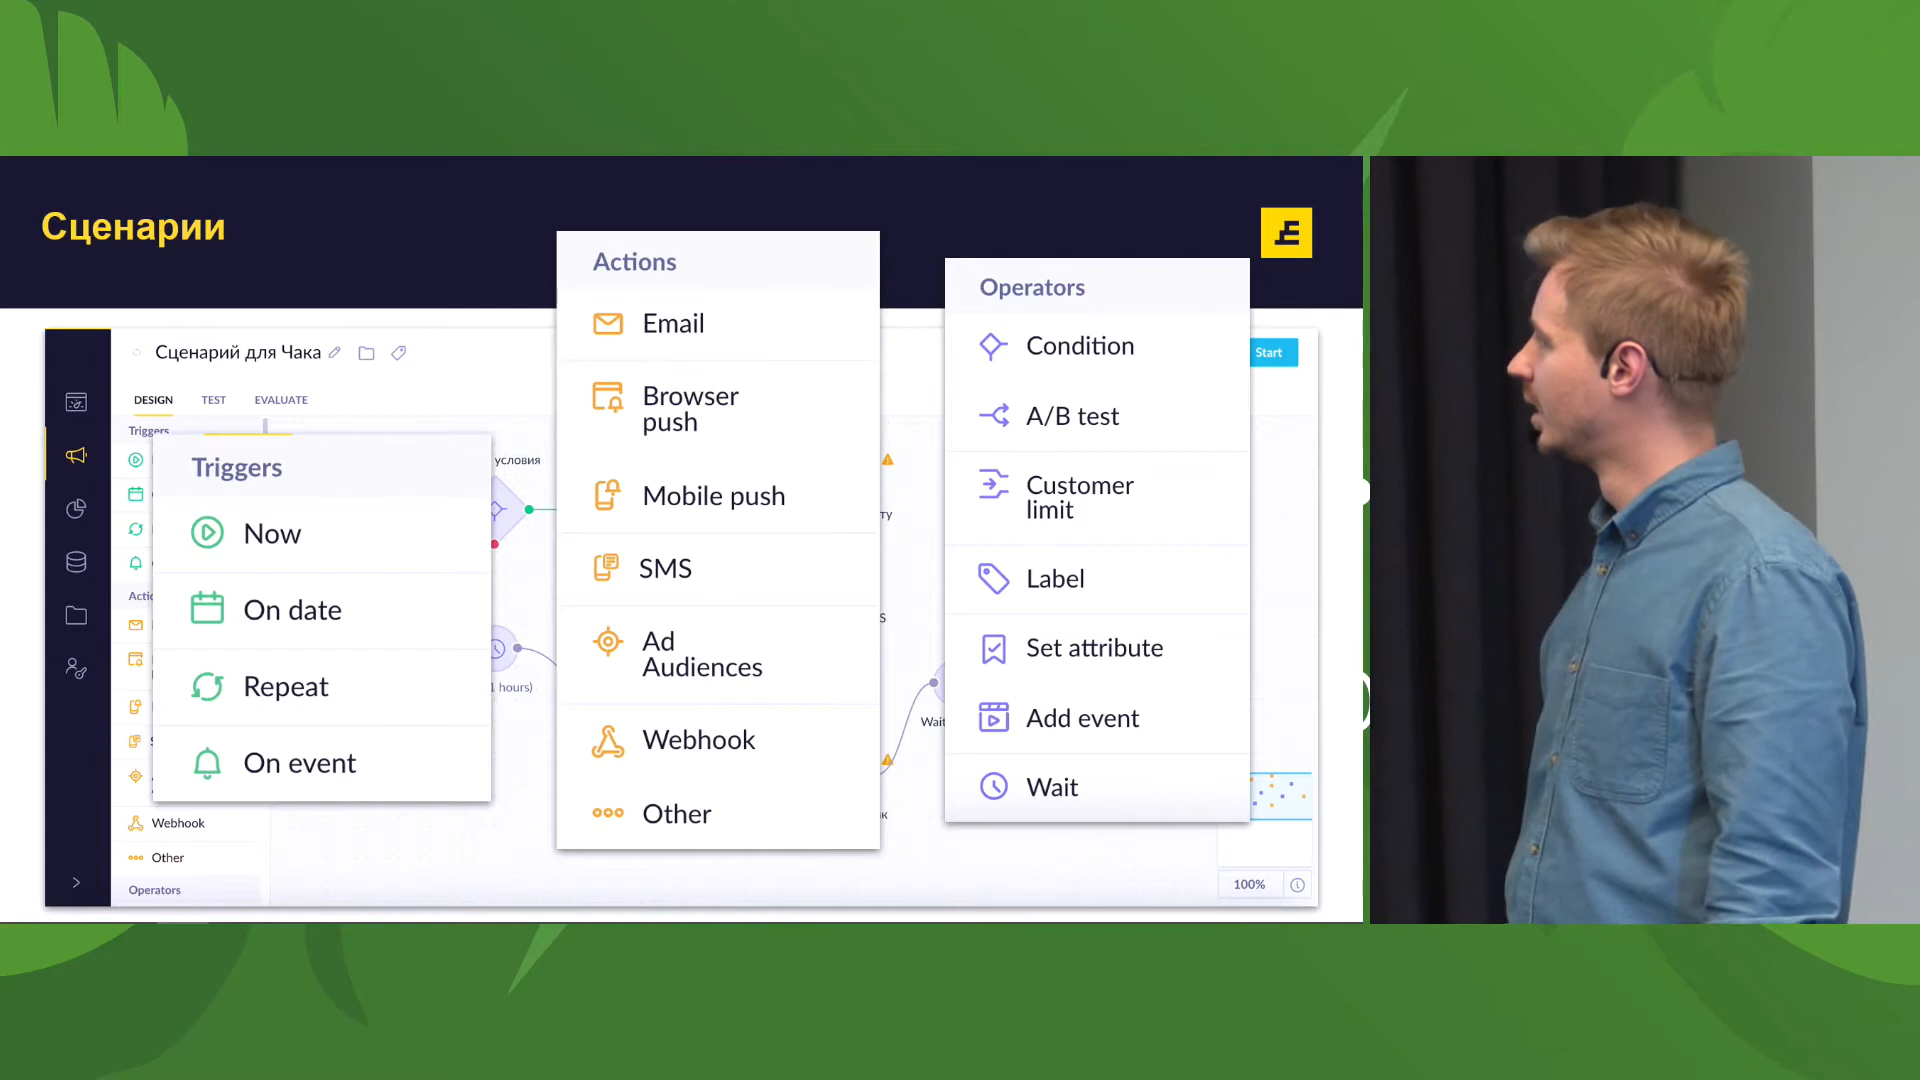 Сценарии
Сценарий для Чака
DESIGN
TEST
EVALUATE
Start
Triggers
Triggers
Now
On date
Repeat
On event
Webhook
Other
Operators
условия
1 hours)
Actions
Email
Browser
push
Mobile push
SMS
Ad
Audiences
Webhook
Other
Wait
Operators
Condition
A/B test
Customer
limit
Label
Set attribute
Add event
Wait
100%